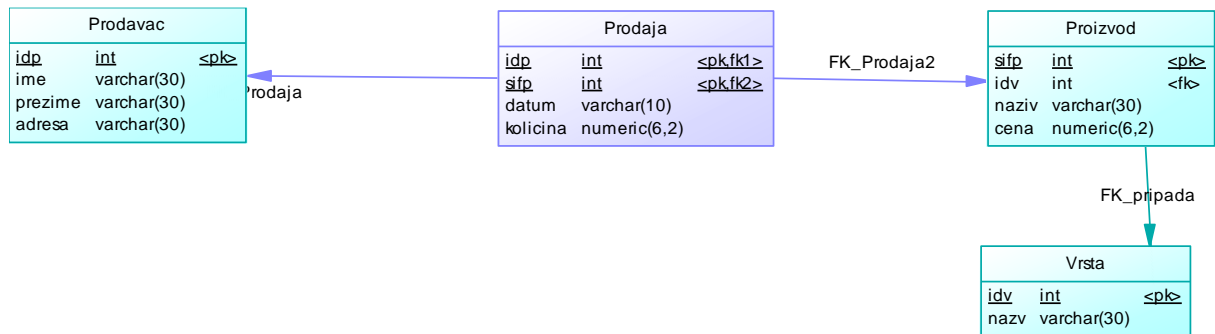 Prodavac
idp int <pk>
ime varchar(30)
prezime varchar(30)
adresa varchar(30)
Prodaja
Prodaja
idp int <pk,fk1>
sifp int <pk,fk2>
datum varchar(10)
kolicina numeric(6,2)
FK_Prodaja2
Proizvod
sifp int <pk>
idv int <fk>
naziv varchar(30)
cena numeric(6,2)
FK_pripada
Vrsta
idv int <pk>
nazv varchar(30)